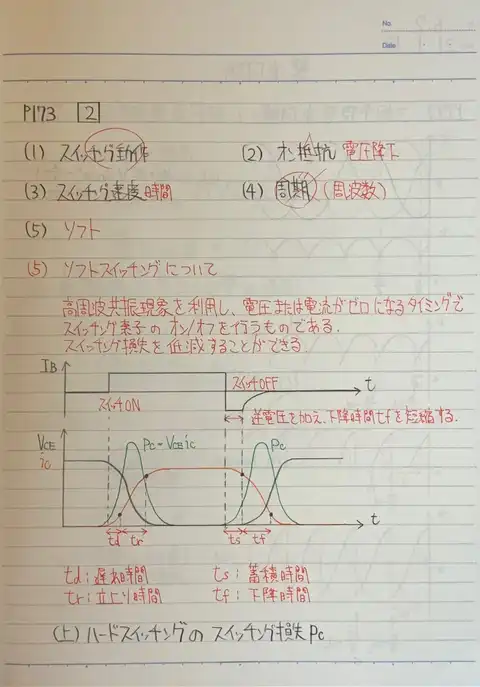 No.
Date
P173 2
(1) スイッチング動作 (2) オン抵抗 電圧降下
(3) スイッチング速度 時間 (4) 周期 (周波数)
(5) ソフト
(5) ソフトスイッチングについて
高周波共振現象を利用し、電圧または電流がゼロになるタイミングで
スイッチング素子のオン/オフを行うものである.
スイッチング損失を低減することができる
IB スイッチON スイッチOFF t
逆電圧を加え、下降時間tfを短縮する.
VCE ic Pc=VCE ic Pc t
td tr ts tf
td:遅れ時間 ts:蓄積時間
tr:立上り時間 tf:下降時間
(上)ハードスイッチングのスイッチング損失Pc